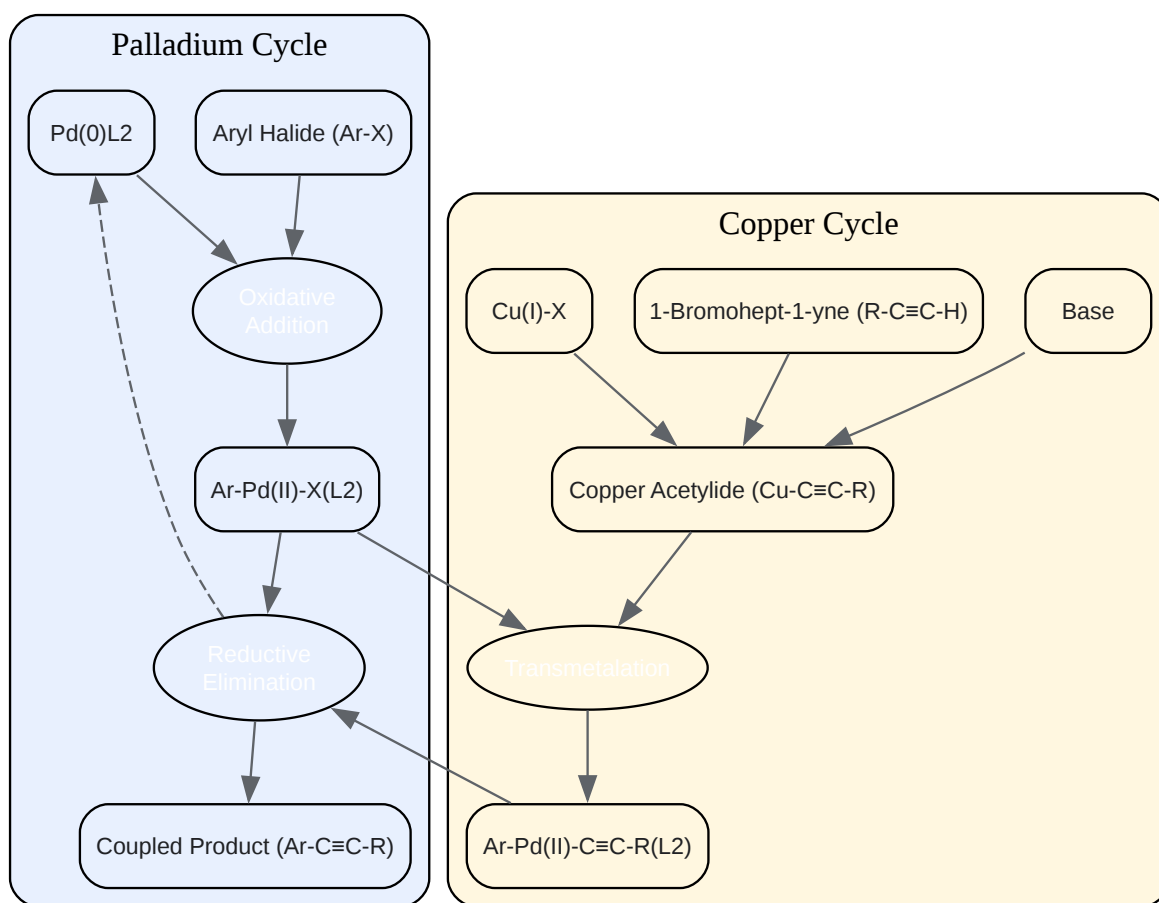 Palladium Cycle
Pd(0)L2
Aryl Halide (Ar-X)
Oxidative
Addition
Ar-Pd(II)-X(L2)
Reductive
Elimination
Coupled Product (Ar-C≡C-R)
Copper Cycle
Cu(I)-X
1-Bromohept-1-yne (R-C≡C-H)
Base
Copper Acetylide (Cu-C≡C-R)
Transmetalation
Ar-Pd(II)-C≡C-R(L2)